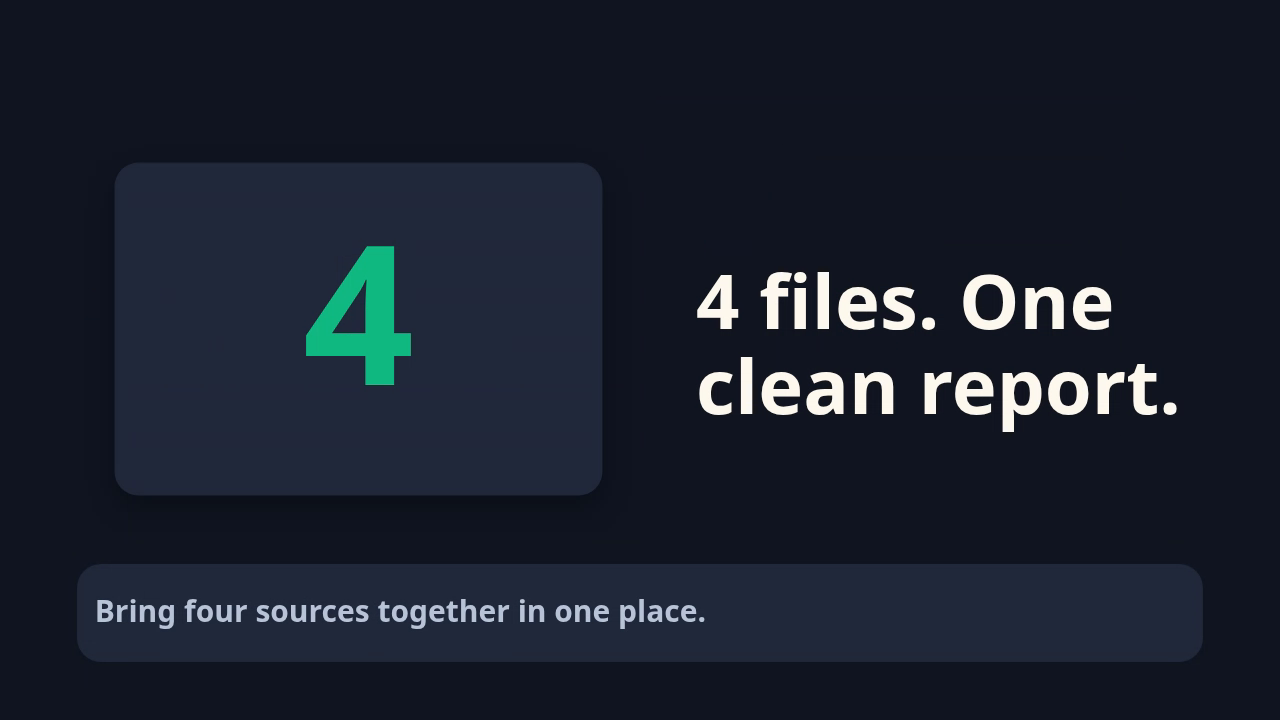 4
4 files. One
clean report.
Bring four sources together in one place.